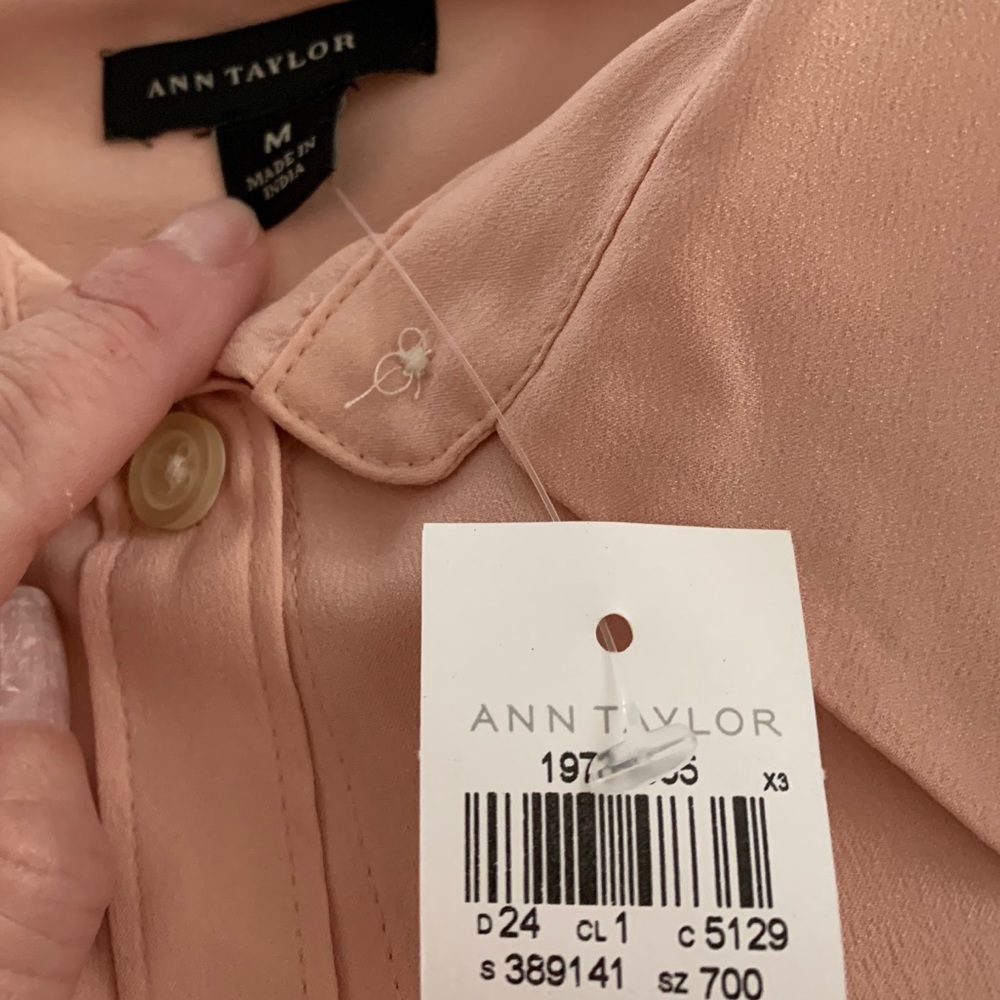 ANN TAYLOR
M
MADE IN
INDIA
ANN TAYLOR
X3
D 24 CL 1 C 5129
S 389141 SZ 700